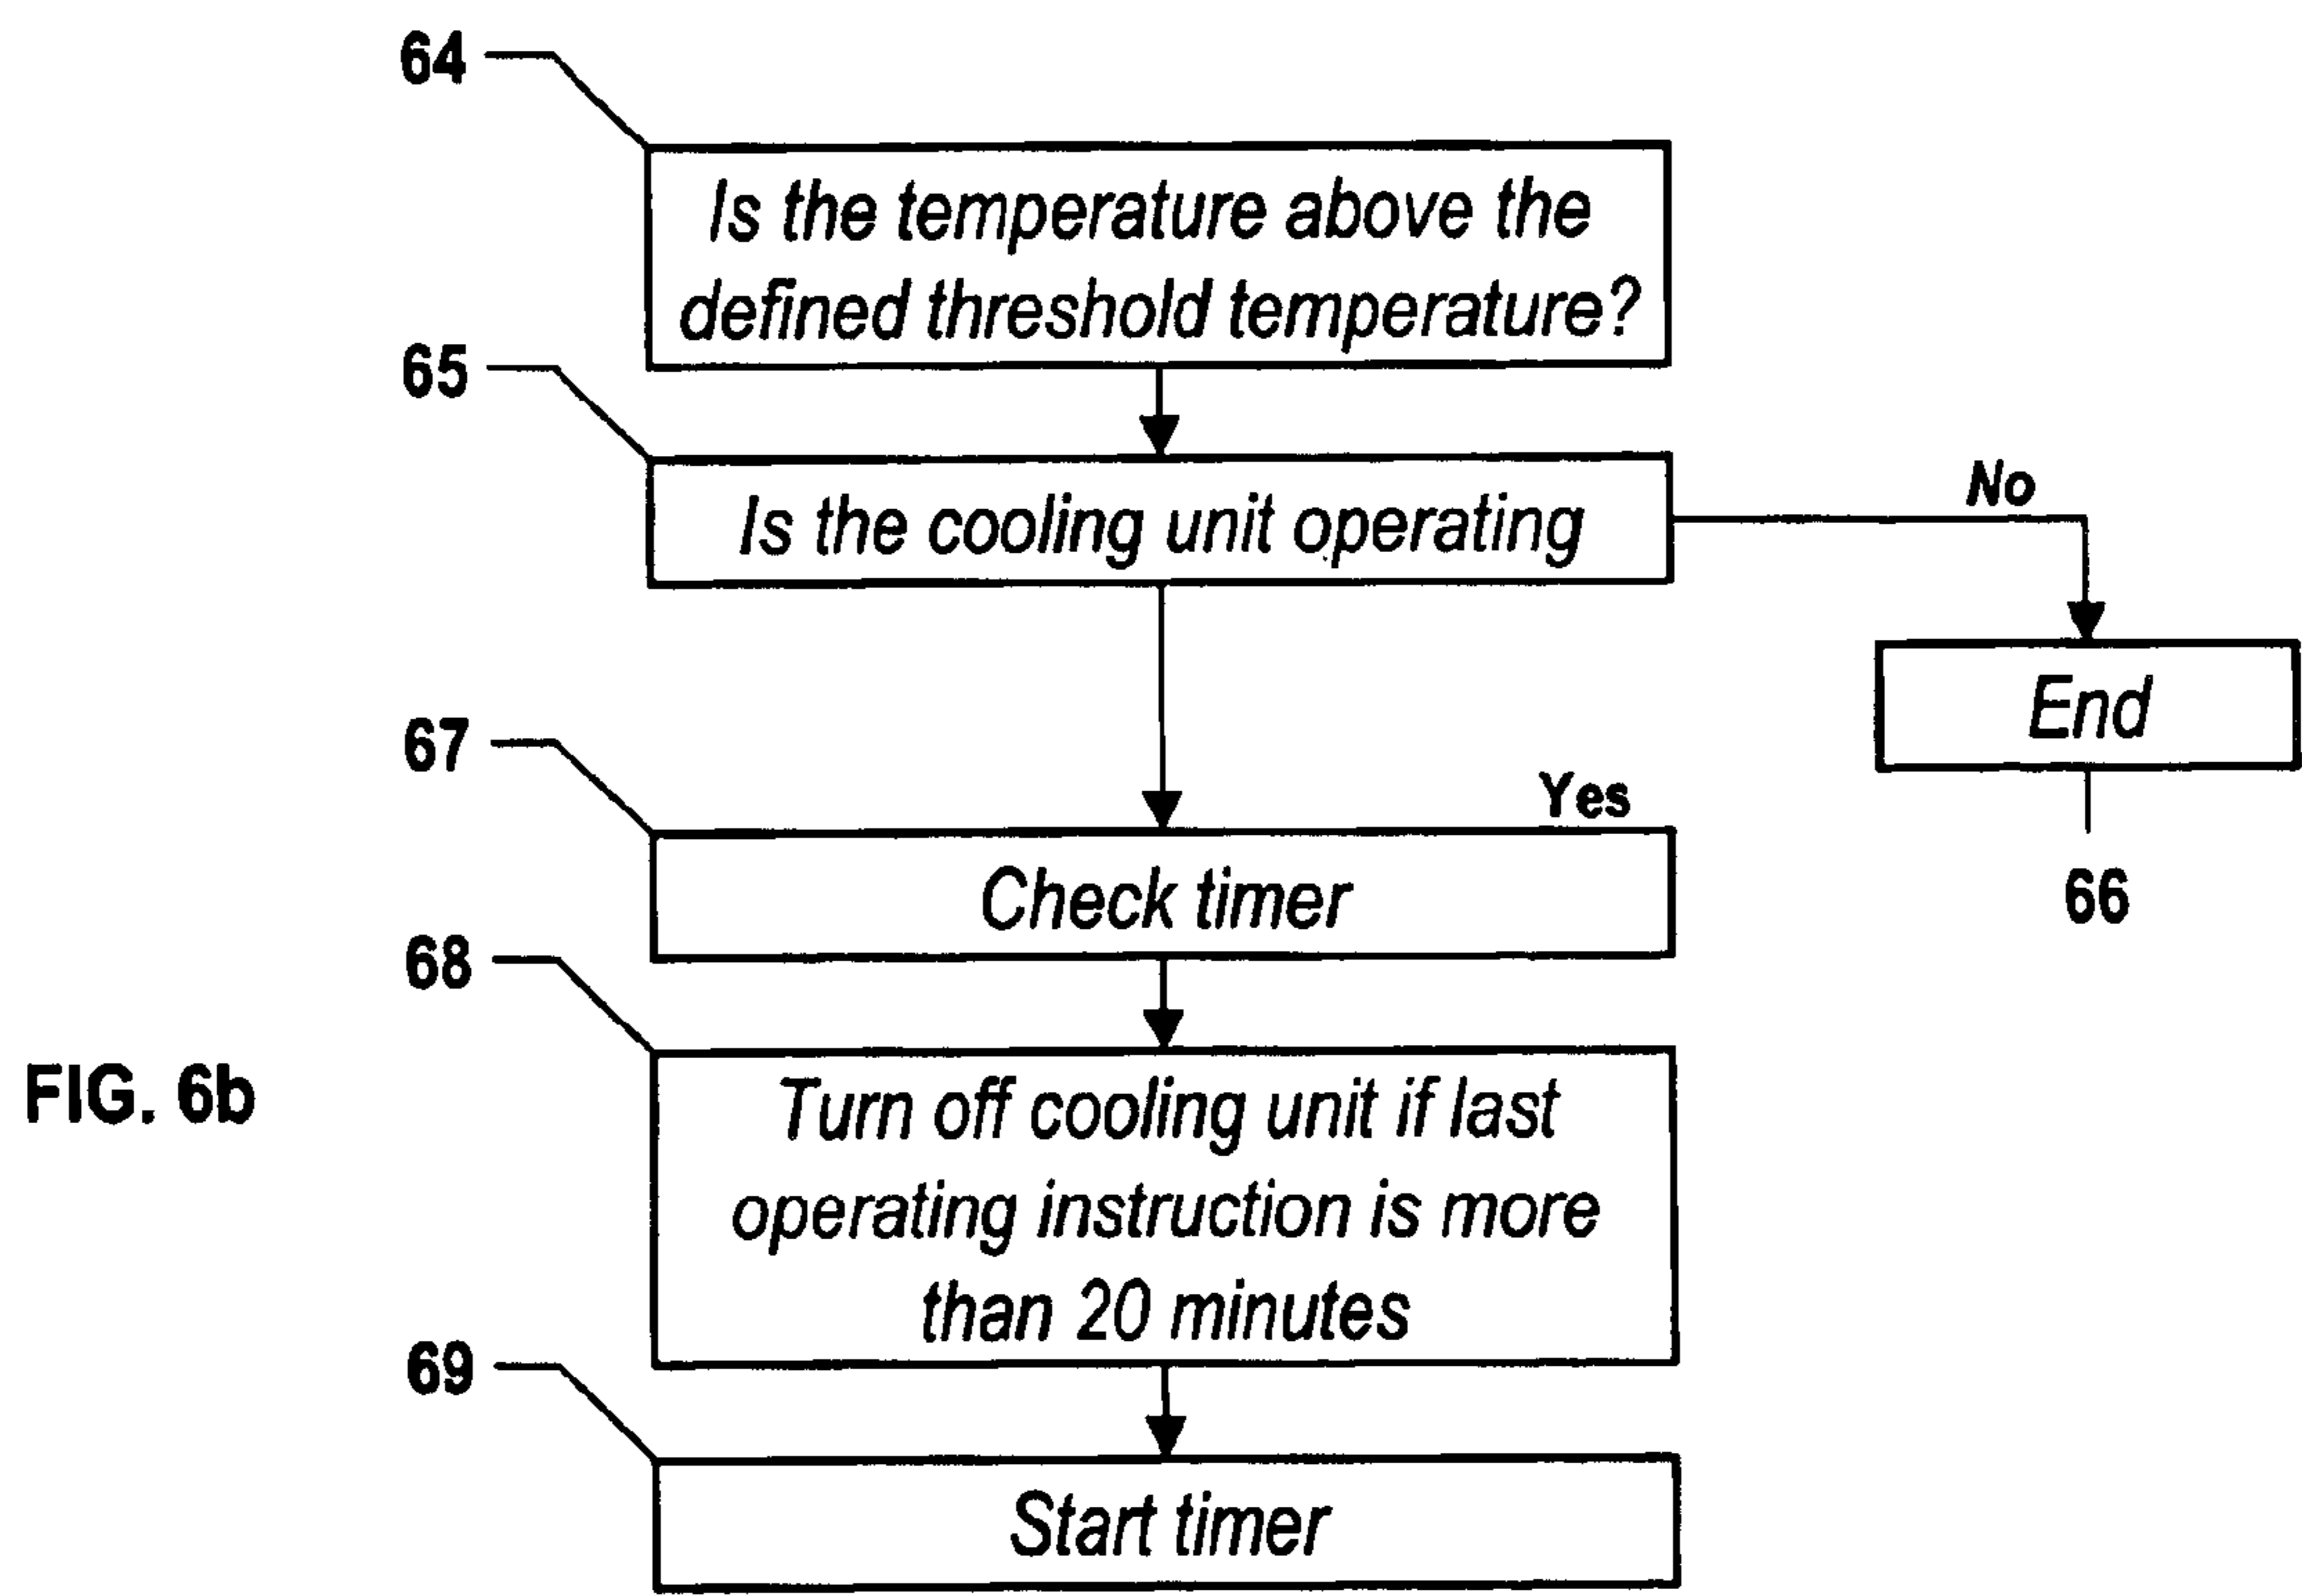 64
Is the temperature above the
defined threshold temperature?
65
Is the cooling unit operating
No
End
66
67
Yes
Check timer
68
Turn off cooling unit if last
operating instruction is more
than 20 minutes
FIG. 6b
69
Start timer